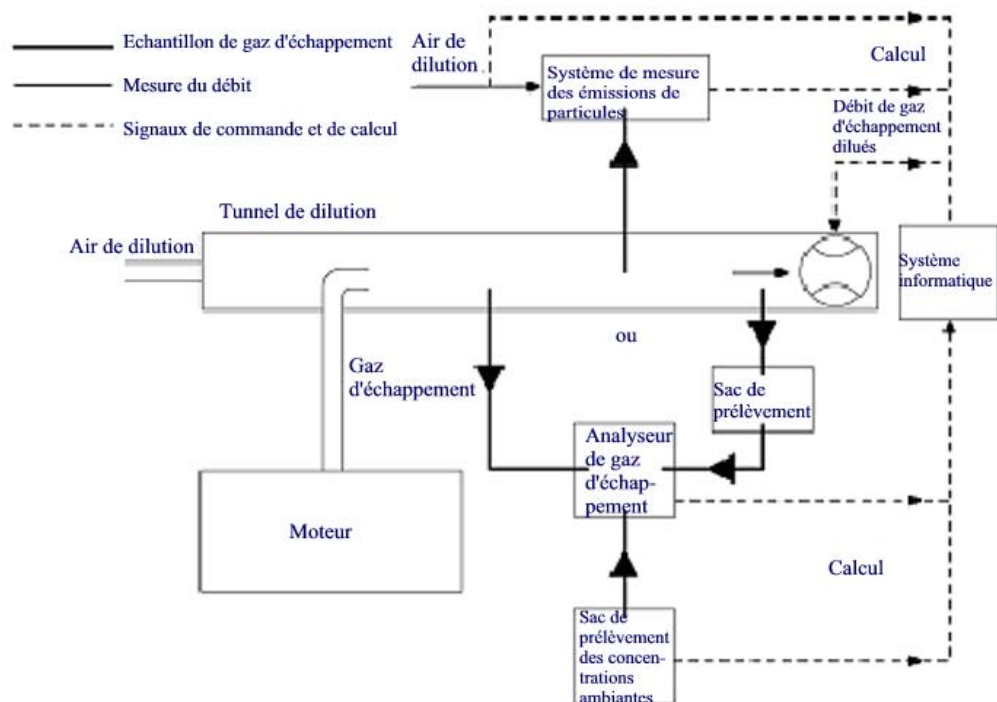 Echantillon de gaz d'échappement
Mesure du débit
Signaux de commande et de calcul
Air de
dilution
Système de mesure
des émissions de
particules
Calcul
Débit de gaz
d'échappement
dilués
Tunnel de dilution
Air de dilution
Système
informatique
ou
Gaz
d'échappement
Sac de
prélèvement
Analyseur
de gaz
d'échap-
pement
Moteur
Calcul
Sac de
prélèvement
des concen-
trations
ambiantes